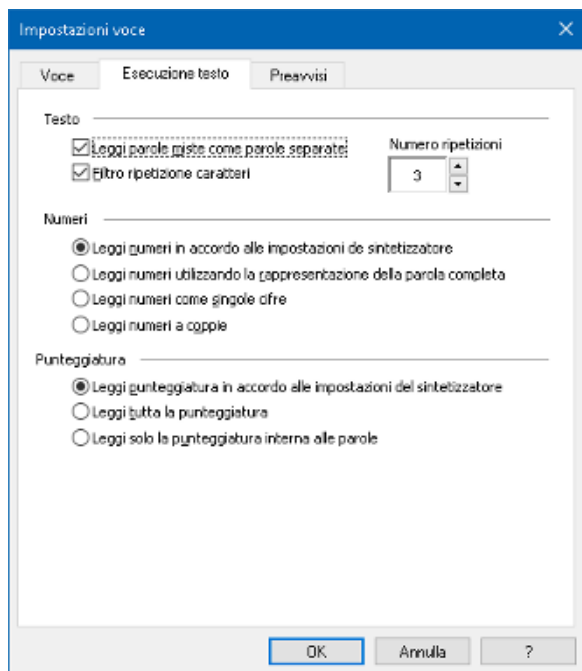 Impostazioni voce
Voce Esecuzione testo Preavvisi
Testo
Leggi parole miste come parole separate
Numero ripetizioni
Filtro ripetizione caratteri
3
Numeri
Leggi numeri in accordo alle impostazioni de sintetizzatore
Leggi numeri utilizzando la rappresentazione della parola completa
Leggi numeri come singole cifre
Leggi numeri a coppie
Punteggiatura
Leggi punteggiatura in accordo alle impostazioni del sintetizzatore
Leggi tutta la punteggiatura
Leggi solo la punteggiatura interna alle parole
OK Annulla ?